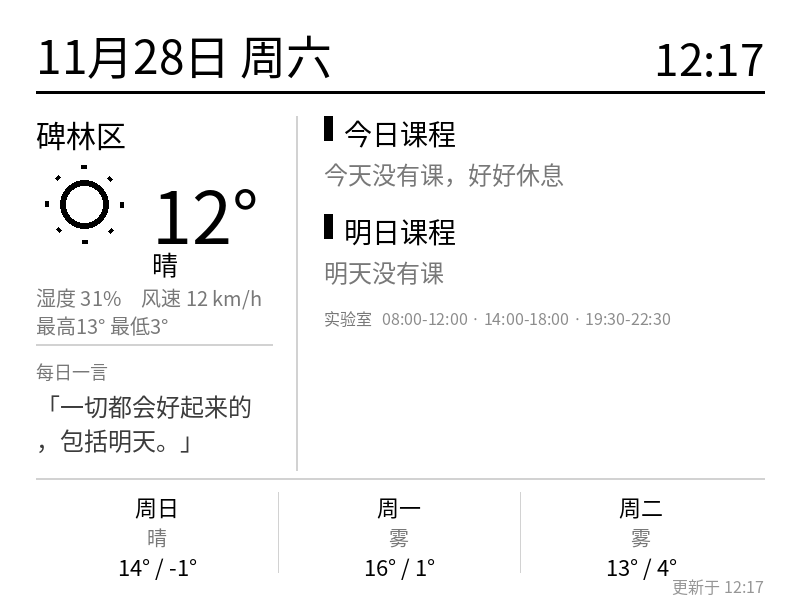 11月28日 周六
12:17
碑林区
12°
晴
湿度 31% 风速 12 km/h
最高13° 最低3°
每日一言
「一切都会好起来的
，包括明天。」
今日课程
今天没有课，好好休息
明日课程
明天没有课
实验室 08:00-12:00 · 14:00-18:00 · 19:30-22:30
周日
晴
14° / -1°
周一
雾
16° / 1°
周二
雾
13° / 4°
更新于 12:17